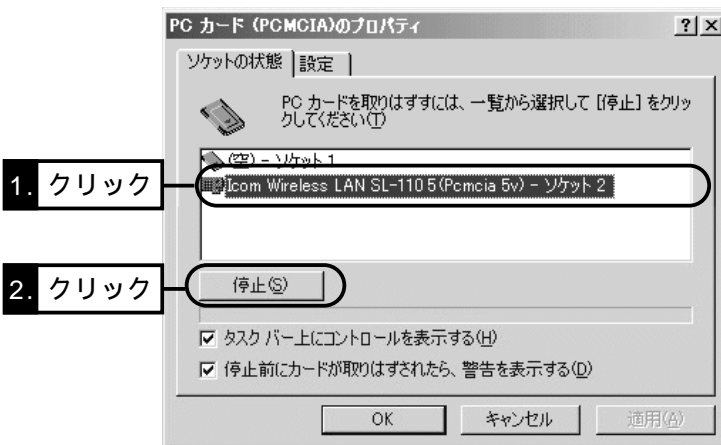 PC カード (PCMCIA)のプロパティ
ソケットの状態 設定
PC カードを取りはずすには、一覧から選択して [停止] をクリッ
クしてください(T)
(空) - ソケット 1
1. クリック
Icom Wireless LAN SL-110 5(Pcmcia 5v) - ソケット 2
2. クリック
停止(S)
タスク バー上にコントロールを表示する(H)
停止前にカードが取りはずされたら、警告を表示する(D)
OK キャンセル 適用(A)